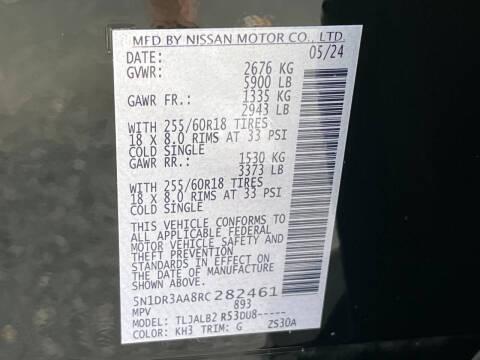 MFD BY NISSAN MOTOR CO., LTD.
DATE: 05/24
GVWR: 2676 KG
5900 LB
GAWR FR.: 1335 KG
2943 LB
WITH 255/60R18 TIRES
18 X 8.0 RIMS AT 33 PSI
COLD SINGLE
GAWR RR.: 1530 KG
3373 LB
WITH 255/60R18 TIRES
18 X 8.0 RIMS AT 33 PSI
COLD SINGLE
THIS VEHICLE CONFORMS TO
ALL APPLICABLE FEDERAL
MOTOR VEHICLE SAFETY AND
THEFT PREVENTION
STANDARDS IN EFFECT ON
THE DATE OF MANUFACTURE
5N1DR3AA8RC282461
MPV 893
MODEL: TLJALB2 R53DU8-----
COLOR: KH3 TRIM: G ZS30A